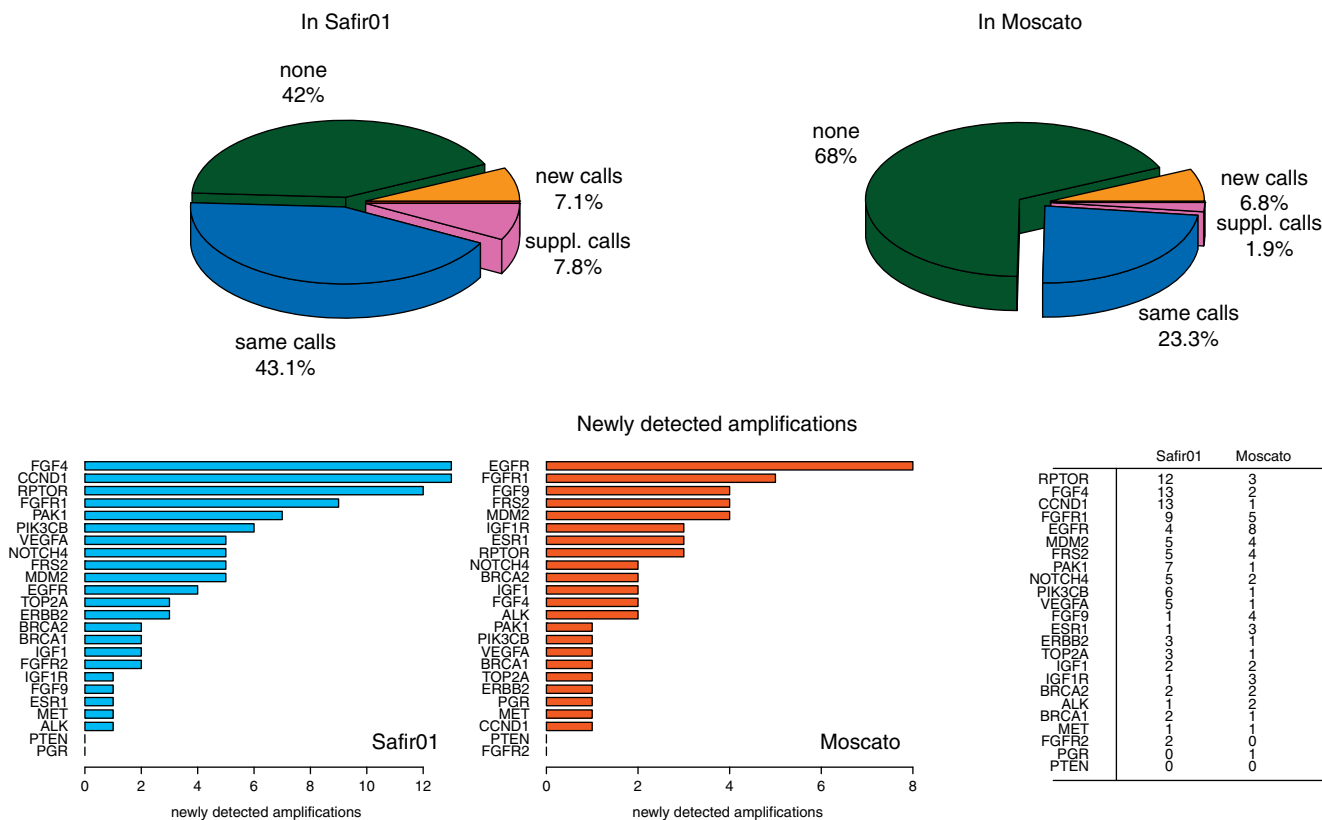 In Safir01
In Moscato
none
42%
new calls
7.1%
suppl. calls
7.8%
same calls
43.1%
none
68%
new calls
6.8%
suppl. calls
1.9%
same calls
23.3%
Newly detected amplifications
FGF4
CCND1
RPTOR
FGFR1
PAK1
PIK3CB
VEGFA
NOTCH4
FRS2
MDM2
EGFR
TOP2A
ERBB2
BRCA2
BRCA1
IGF1
FGFR2
IGF1R
FGF9
ESR1
MET
ALK
PTEN
PGR
Safir01
0 2 4 6 8 10 12
newly detected amplifications
EGFR
FGFR1
FGF9
FRS2
MDM2
IGF1R
ESR1
RPTOR
NOTCH4
BRCA2
IGF1
FGF4
ALK
PAK1
PIK3CB
VEGFA
BRCA1
TOP2A
ERBB2
PGR
MET
CCND1
PTEN
FGFR2
Moscato
0 2 4 6 8
newly detected amplifications
Safir01 Moscato
RPTOR 12 3
FGF4 13 2
CCND1 13 1
FGFR1 9 5
EGFR 4 8
MDM2 5 4
FRS2 5 4
PAK1 7 1
NOTCH4 5 2
PIK3CB 6 1
VEGFA 5 1
FGF9 1 4
ESR1 1 3
ERBB2 3 1
TOP2A 3 1
IGF1 2 2
IGF1R 1 3
BRCA2 2 2
ALK 1 2
BRCA1 2 1
MET 1 1
FGFR2 2 0
PGR 0 1
PTEN 0 0